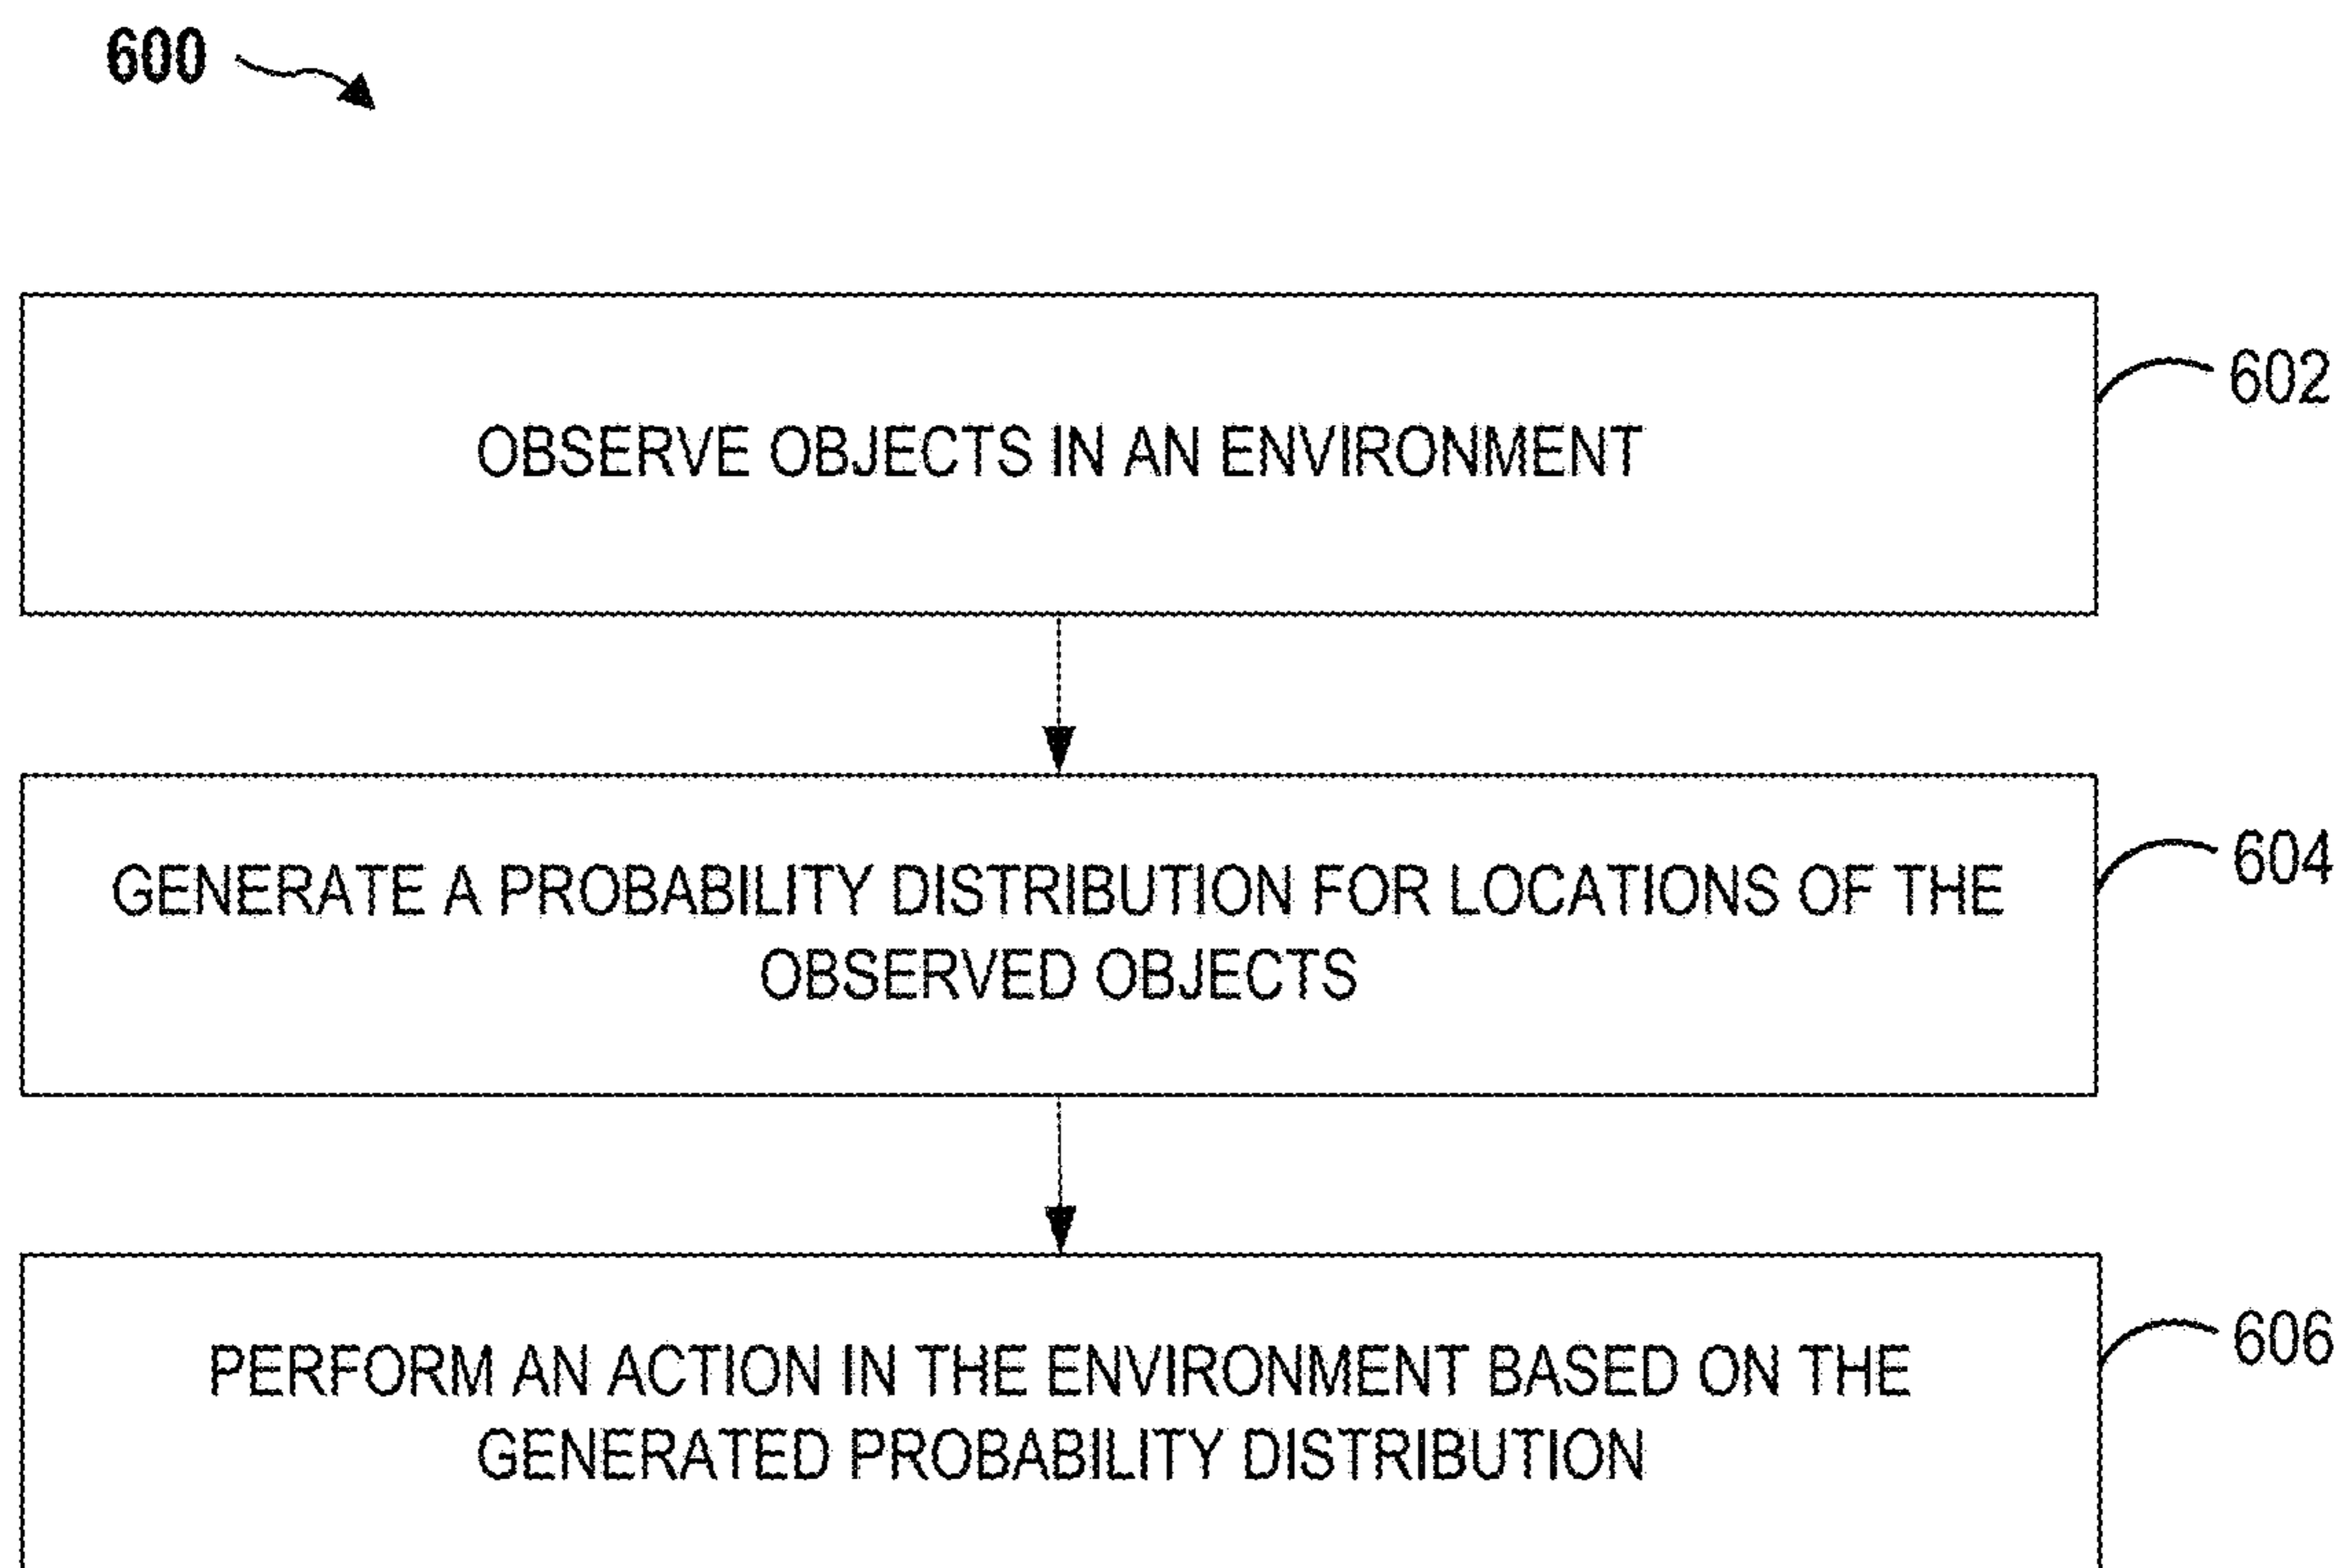 600
OBSERVE OBJECTS IN AN ENVIRONMENT
602
GENERATE A PROBABILITY DISTRIBUTION FOR LOCATIONS OF THE
OBSERVED OBJECTS
604
PERFORM AN ACTION IN THE ENVIRONMENT BASED ON THE
GENERATED PROBABILITY DISTRIBUTION
606